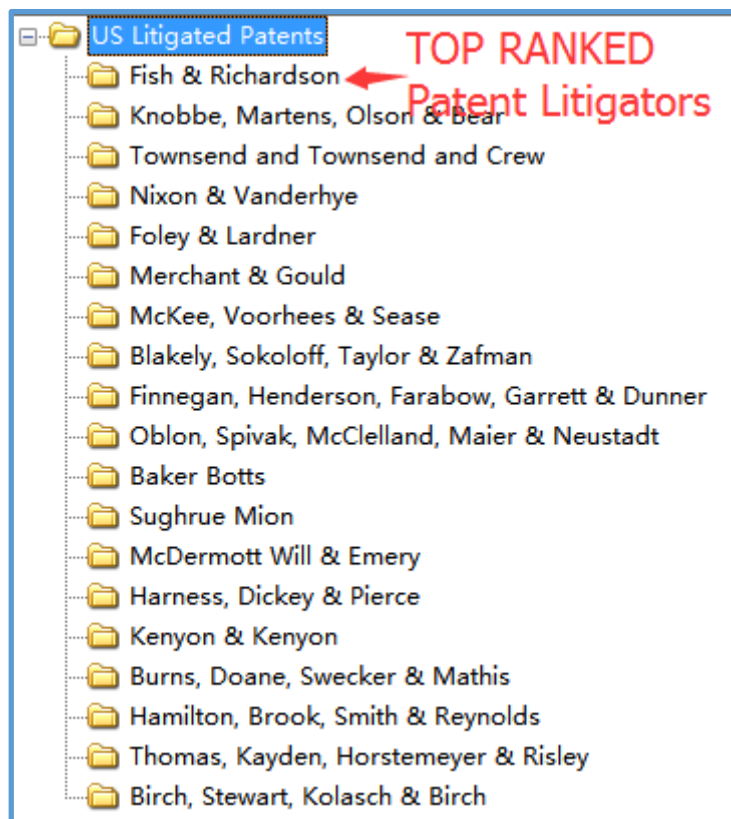 US Litigated Patents
TOP RANKED
Patent Litigators
Fish & Richardson
Knobbe, Martens, Olson & Bear
Townsend and Townsend and Crew
Nixon & Vanderhye
Foley & Lardner
Merchant & Gould
McKee, Voorhees & Sease
Blakely, Sokoloff, Taylor & Zafman
Finnegan, Henderson, Farabow, Garrett & Dunner
Oblon, Spivak, McClelland, Maier & Neustadt
Baker Botts
Sughrue Mion
McDermott Will & Emery
Harness, Dickey & Pierce
Kenyon & Kenyon
Burns, Doane, Swecker & Mathis
Hamilton, Brook, Smith & Reynolds
Thomas, Kayden, Horstemeyer & Risley
Birch, Stewart, Kolasch & Birch